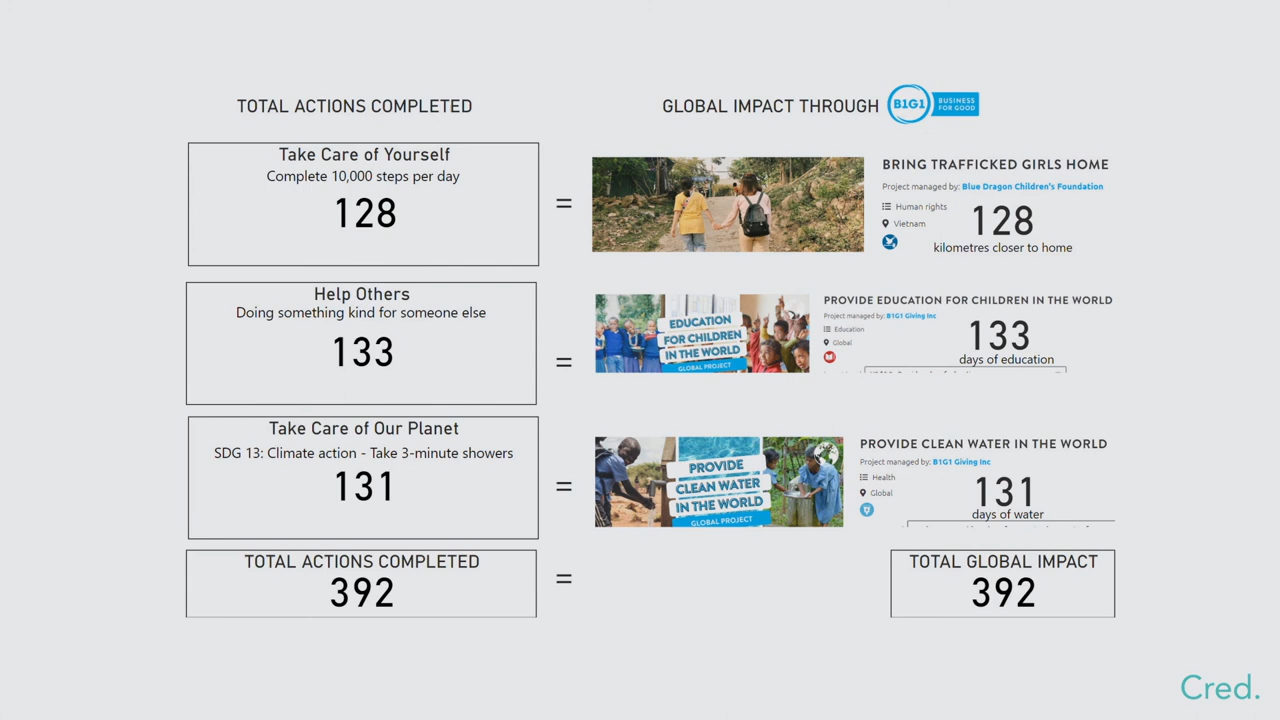 TOTAL ACTIONS COMPLETED
GLOBAL IMPACT THROUGH
B1G1
BUSINESS
FOR GOOD
Take Care of Yourself
Complete 10,000 steps per day
128
=
BRING TRAFFICKED GIRLS HOME
Project managed by: Blue Dragon Children's Foundation
Human rights
Vietnam
128
kilometres closer to home
Help Others
Doing something kind for someone else
133
=
EDUCATION
FOR CHILDREN
IN THE WORLD
GLOBAL PROJECT
PROVIDE EDUCATION FOR CHILDREN IN THE WORLD
Project managed by: B1G1 Giving Inc
Education
Global
133
days of education
Take Care of Our Planet
SDG 13: Climate action - Take 3-minute showers
131
=
PROVIDE
CLEAN WATER
IN THE WORLD
GLOBAL PROJECT
PROVIDE CLEAN WATER IN THE WORLD
Project managed by: B1G1 Giving Inc
Health
Global
131
days of water
TOTAL ACTIONS COMPLETED
392
=
TOTAL GLOBAL IMPACT
392
Cred.